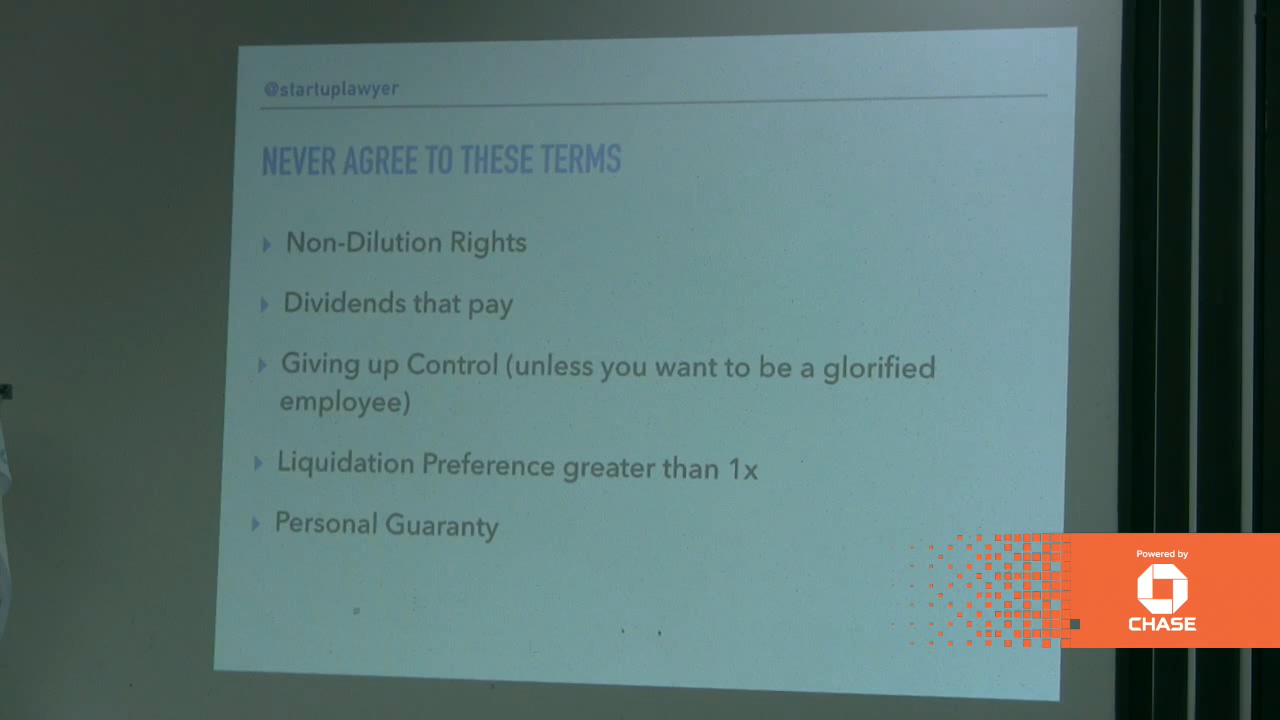 @startuplawyer
NEVER AGREE TO THESE TERMS
Non-Dilution Rights
Dividends that pay
Giving up Control (unless you want to be a glorified
employee)
Liquidation Preference greater than 1x
Personal Guaranty
Powered by
CHASE